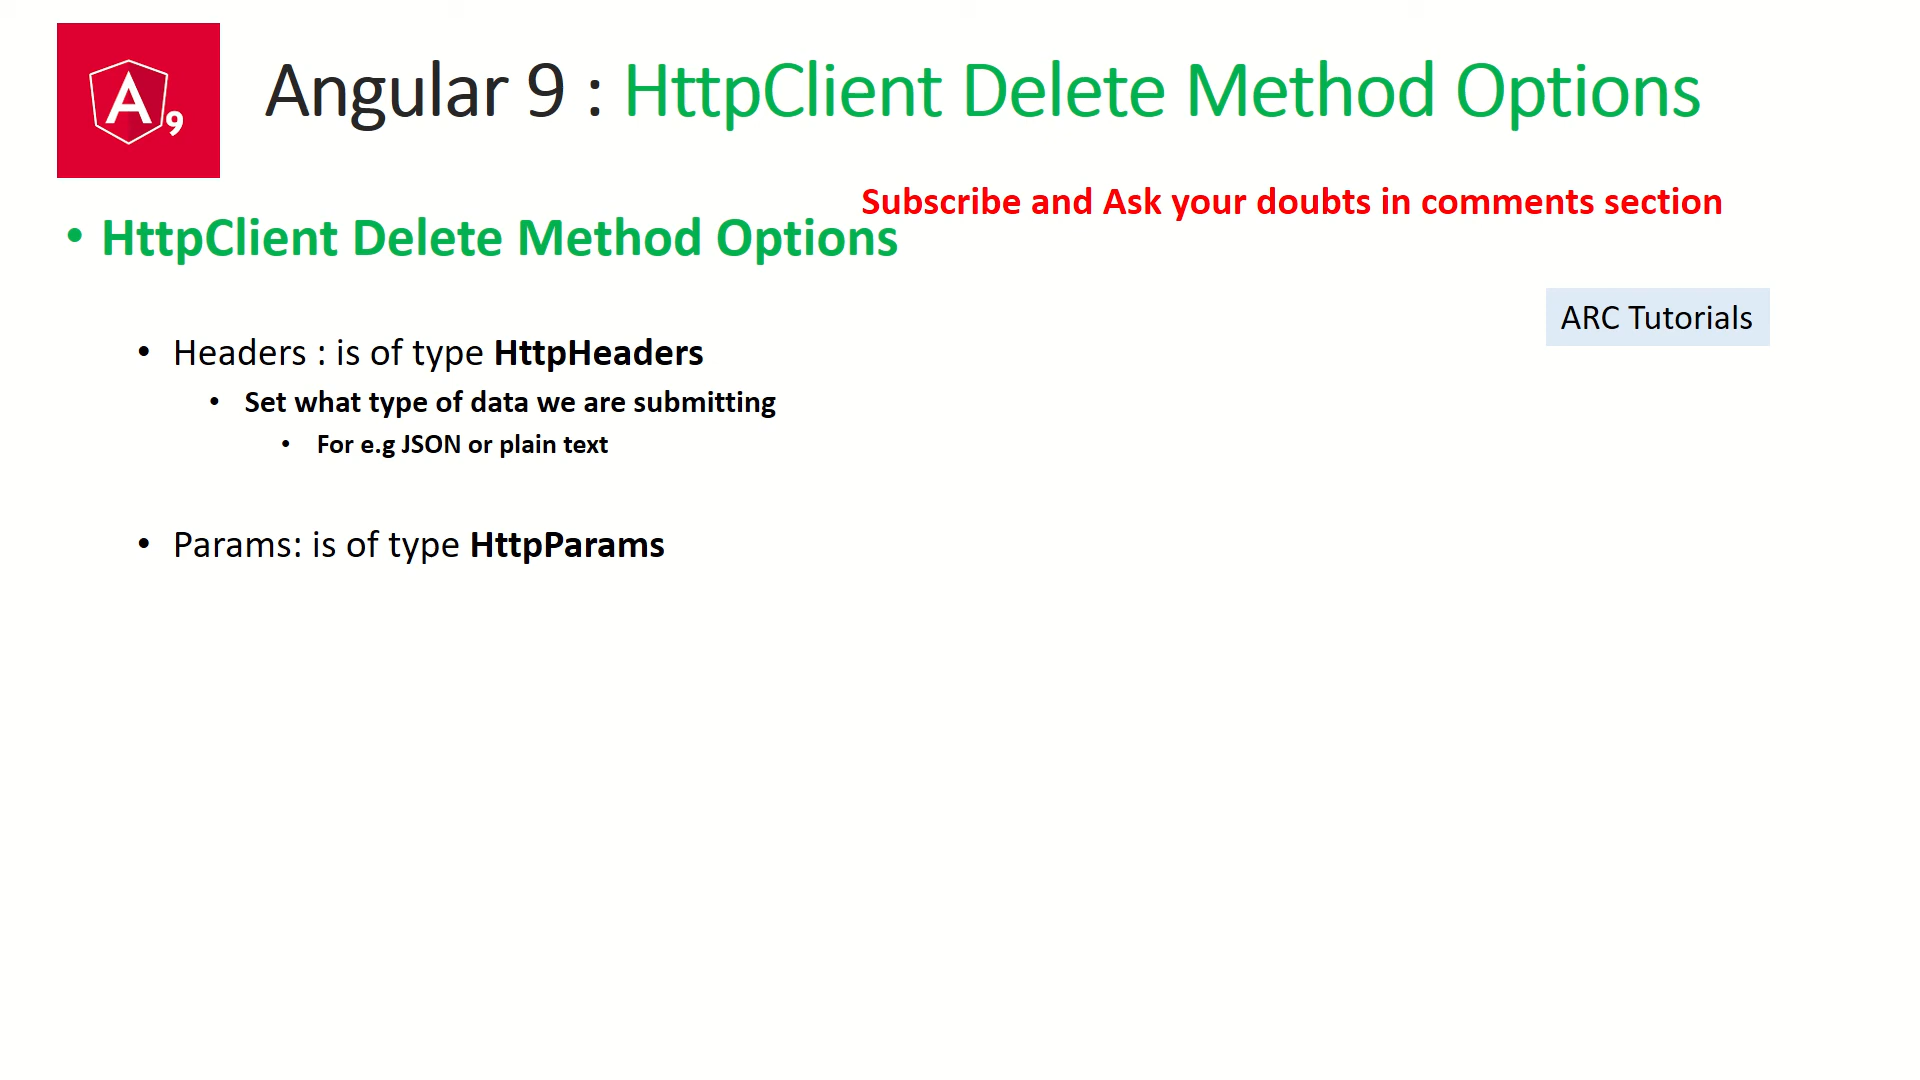 A 9
Angular 9 : HttpClient Delete Method Options
Subscribe and Ask your doubts in comments section
• HttpClient Delete Method Options
ARC Tutorials
• Headers : is of type HttpHeaders
• Set what type of data we are submitting
• For e.g JSON or plain text
• Params: is of type HttpParams